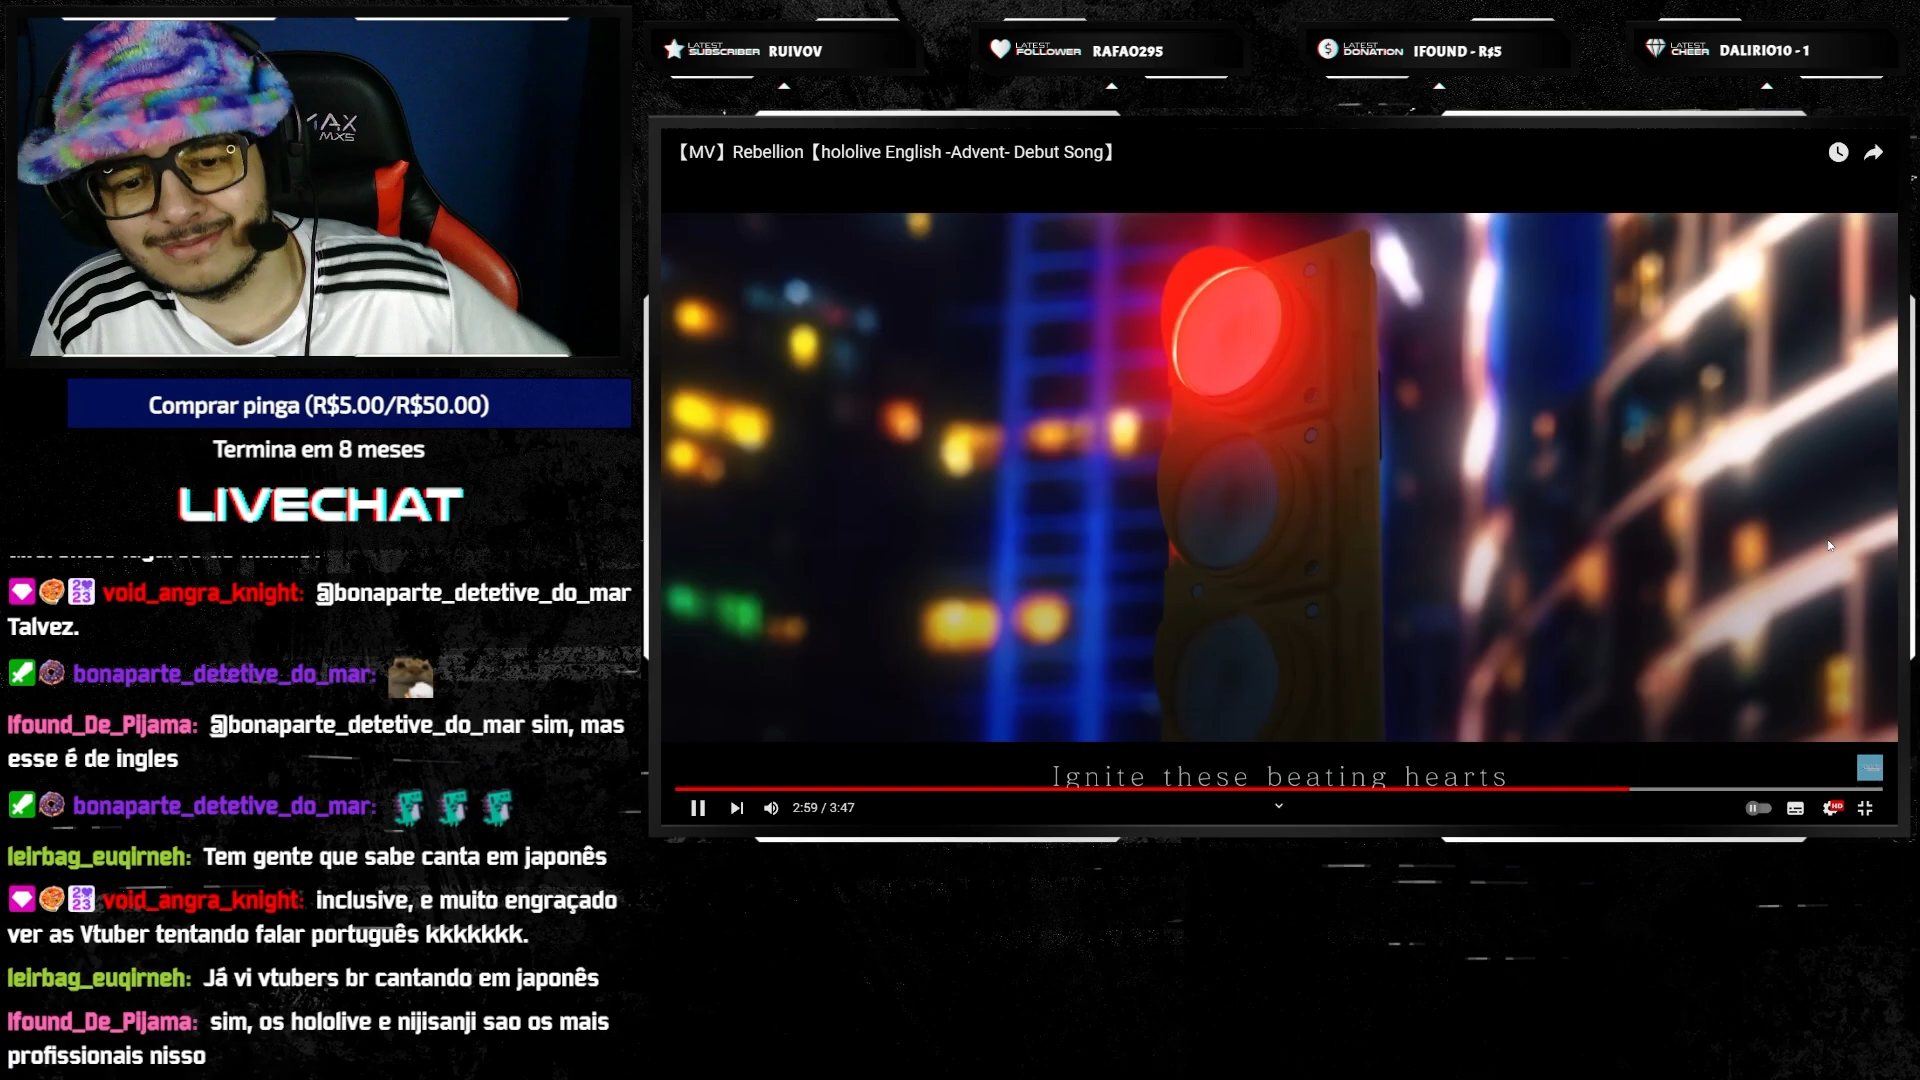 LATEST SUBSCRIBER RUIVOV
LATEST FOLLOWER RAFAO295
LATEST DONATION IFOUND - R$5
LATEST CHEER DALIRIO10 - 1
MAX
MX5
【MV】Rebellion【hololive English -Advent- Debut Song】
Comprar pinga (R$5.00/R$50.00)
Termina em 8 meses
LIVECHAT
void_angra_knight: @bonaparte_detetive_do_mar
Talvez.
bonaparte_detetive_do_mar:
Ifound_De_Pijama: @bonaparte_detetive_do_mar sim, mas
esse é de ingles
bonaparte_detetive_do_mar:
leirbag_euqirneh: Tem gente que sabe canta em japonês
void_angra_knight: inclusive, e muito engraçado
ver as Vtuber tentando falar português kkkkkkk.
leirbag_euqirneh: Já vi vtubers br cantando em japonês
Ifound_De_Pijama: sim, os hololive e nijisanji sao os mais
profissionais nisso
Ignite these beating hearts
2:59 / 3:47
HD